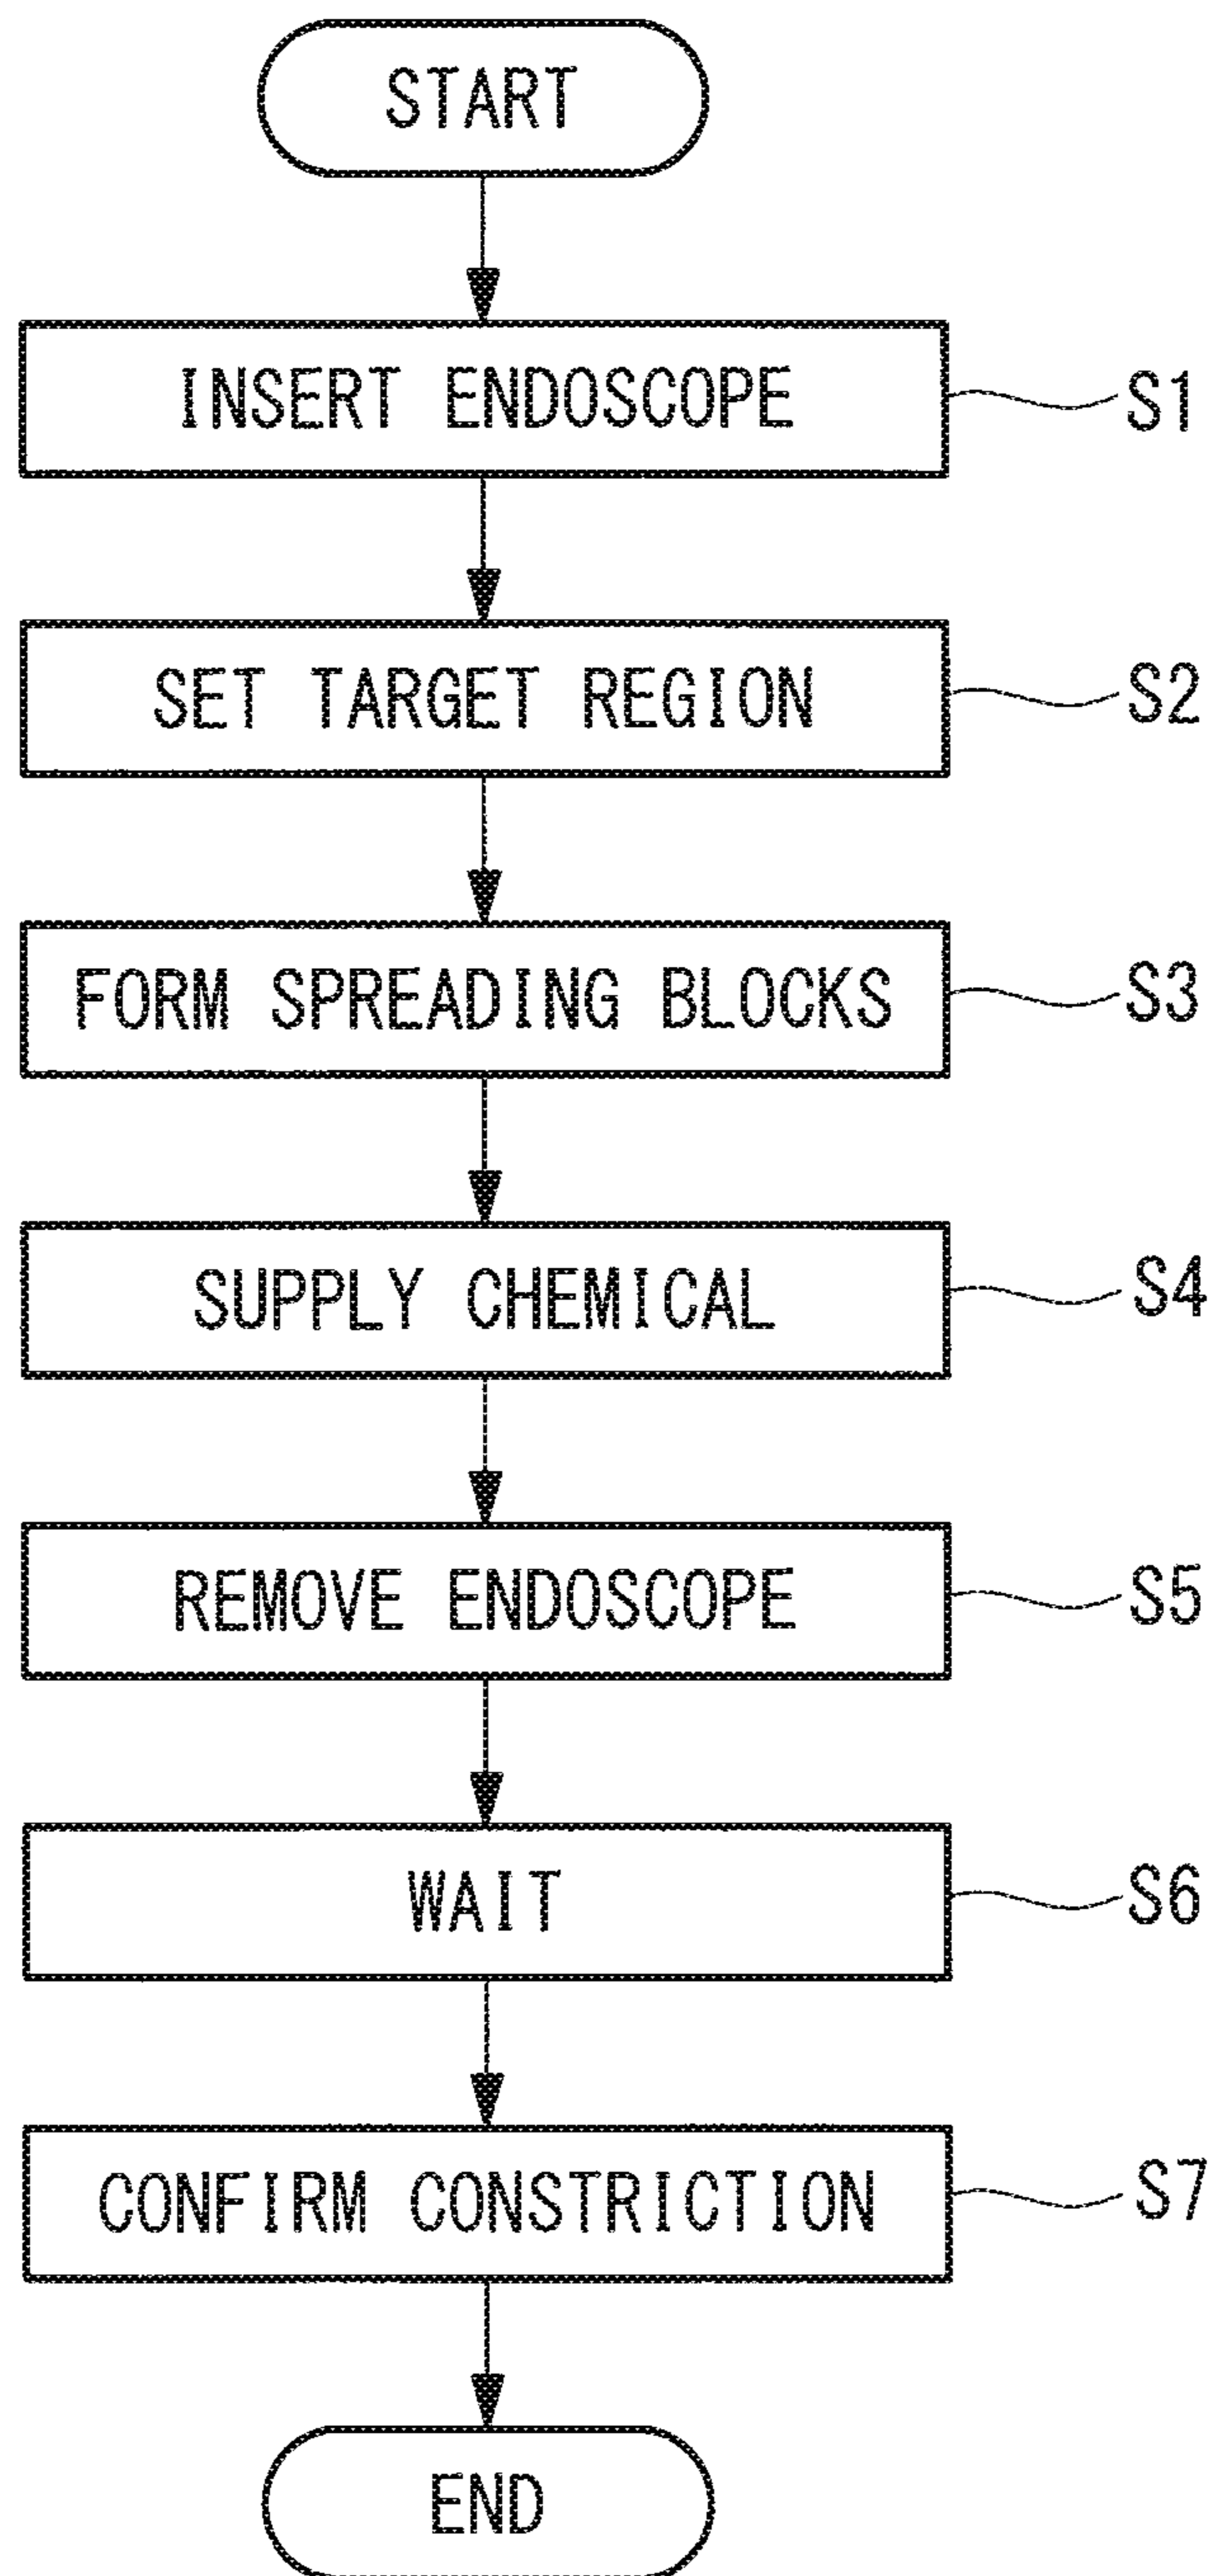 START
INSERT ENDOSCOPE S1
SET TARGET REGION S2
FORM SPREADING BLOCKS S3
SUPPLY CHEMICAL S4
REMOVE ENDOSCOPE S5
WAIT S6
CONFIRM CONSTRICTION S7
END